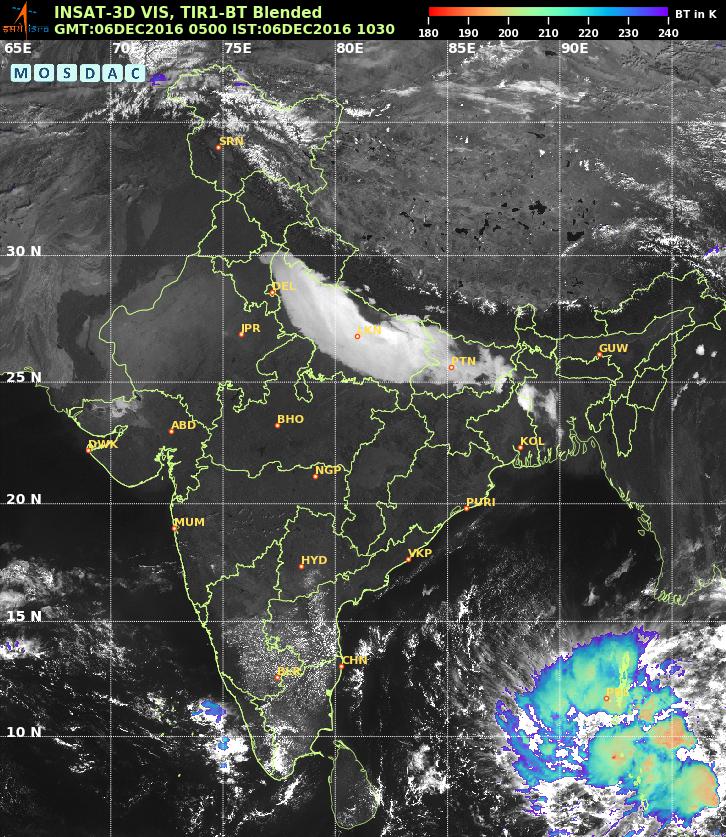 INSAT-3D VIS, TIR1-BT Blended
GMT:06DEC2016 0500 IST:06DEC2016 1030
BT in K
180 190 200 210 220 230 240
65E 70E 75E 80E 85E 90E
MOSDAC
SRN
30 N
DEL
JPR LKN
GUW
PTN
25 N
ABD BHO
DWK KOL
NGP
20 N PURI
MUM
VKP
HYD
15 N
CHN
BLR
PBL
10 N